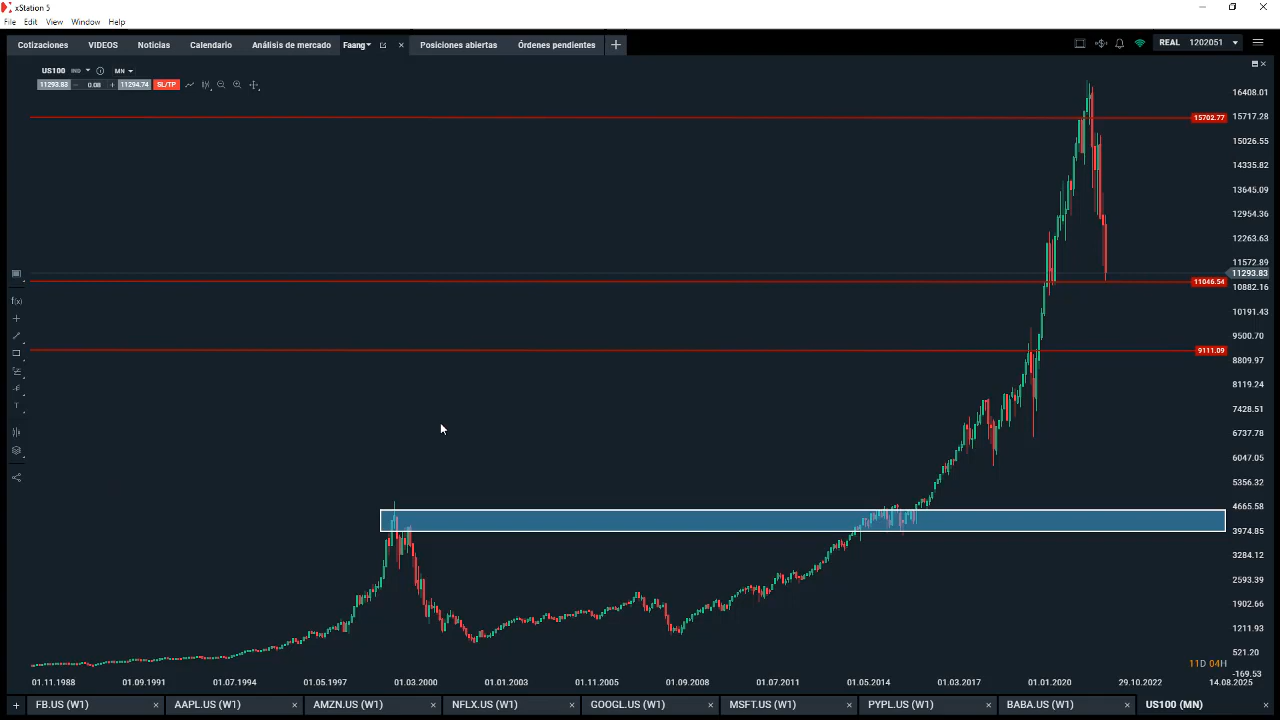 xStation 5
File Edit View Window Help
Cotizaciones VIDEOS Noticias Calendario Análisis de mercado Faang Posiciones abiertas Órdenes pendientes REAL 1202051
US100 IND MN
11293.83 0.08 11294.74 SL/TP
16408.01
15717.28
15702.77
15026.55
14335.82
13645.09
12954.36
12263.63
11572.89
11293.83
11046.54
10882.16
f(x)
10191.43
9500.70
9111.09
8809.97
8119.24
T
7428.51
6737.78
6047.05
5356.32
4665.58
3974.85
3284.12
2593.39
1902.66
1211.93
521.20
11D 04H
-169.53
01.11.1988 01.09.1991 01.07.1994 01.05.1997 01.03.2000 01.01.2003 01.11.2005 01.09.2008 01.07.2011 01.05.2014 01.03.2017 01.01.2020 29.10.2022 14.08.2025
FB.US (W1) AAPL.US (W1) AMZN.US (W1) NFLX.US (W1) GOOGL.US (W1) MSFT.US (W1) PYPL.US (W1) BABA.US (W1) US100 (MN)